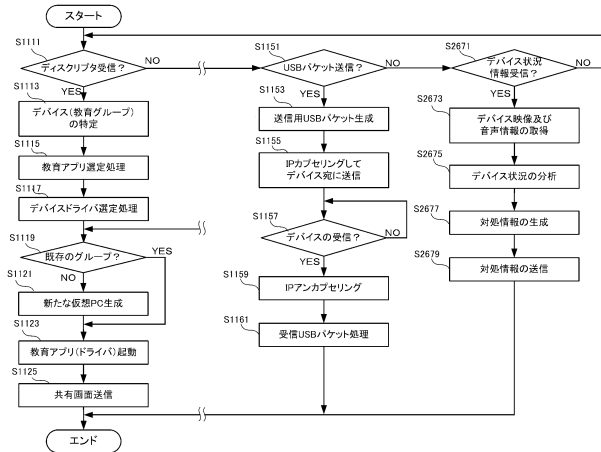 スタート
S1111
ディスクリプタ受信？
NO
YES
S1113
デバイス（教育グループ）
の特定
S1115
教育アプリ選定処理
S1117
デバイスドライバ選定処理
S1119
既存のグループ？
YES
NO
S1121
新たな仮想PC生成
S1123
教育アプリ（ドライバ）起動
S1125
共有画面送信
エンド
S1151
USBパケット送信？
NO
YES
S1153
送信用USBパケット生成
S1155
IPカプセリングして
デバイス宛に送信
S1157
デバイスの受信？
NO
YES
S1159
IPアンカプセリング
S1161
受信USBパケット処理
S2671
デバイス状況
情報受信？
NO
YES
S2673
デバイス映像及び
音声情報の取得
S2675
デバイス状況の分析
S2677
対処情報の生成
S2679
対処情報の送信